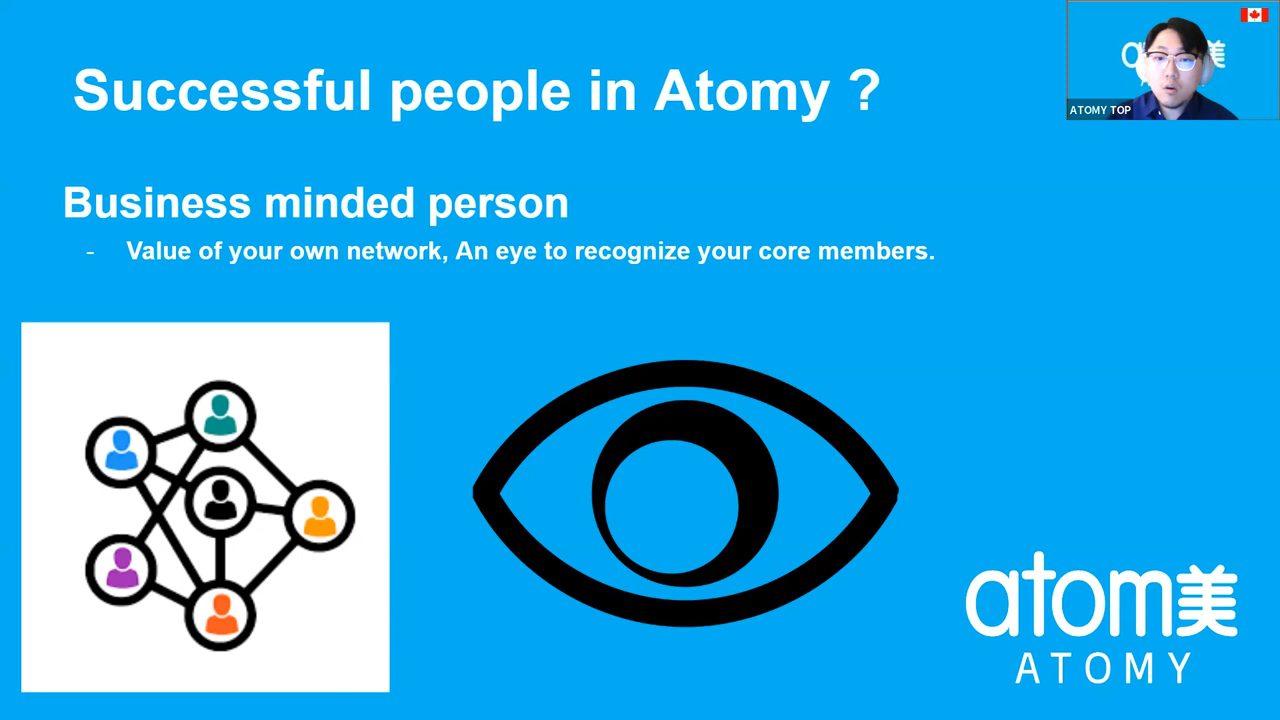 Successful people in Atomy ?
ATOMY TOP
Business minded person
- Value of your own network, An eye to recognize your core members.
atom美
ATOMY